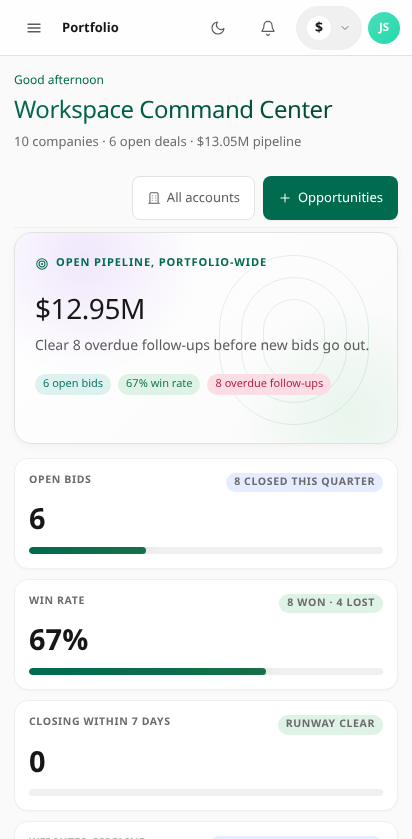 Portfolio
$
JS
Good afternoon
Workspace Command Center
10 companies · 6 open deals · $13.05M pipeline
All accounts
Opportunities
OPEN PIPELINE, PORTFOLIO-WIDE
$12.95M
Clear 8 overdue follow-ups before new bids go out.
6 open bids
67% win rate
8 overdue follow-ups
OPEN BIDS
8 CLOSED THIS QUARTER
6
WIN RATE
8 WON · 4 LOST
67%
CLOSING WITHIN 7 DAYS
RUNWAY CLEAR
0